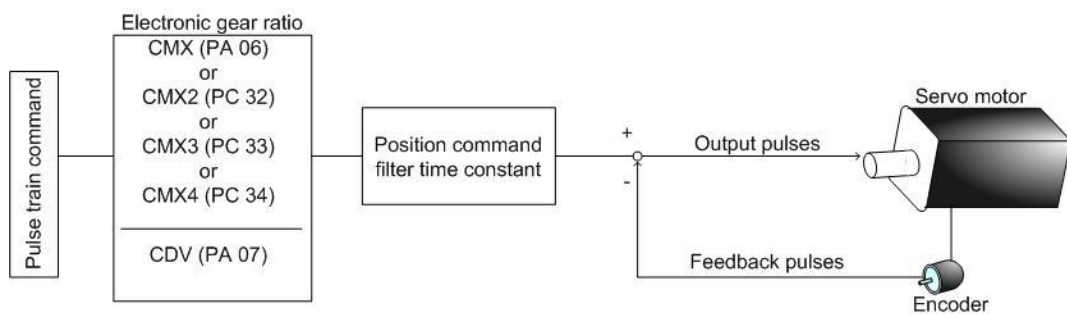 Electronic gear ratio
Pulse train command
CMX (PA 06)
or
CMX2 (PC 32)
or
CMX3 (PC 33)
or
CMX4 (PC 34)
CDV (PA 07)
Position command
filter time constant
+
-
Output pulses
Feedback pulses
Servo motor
Encoder